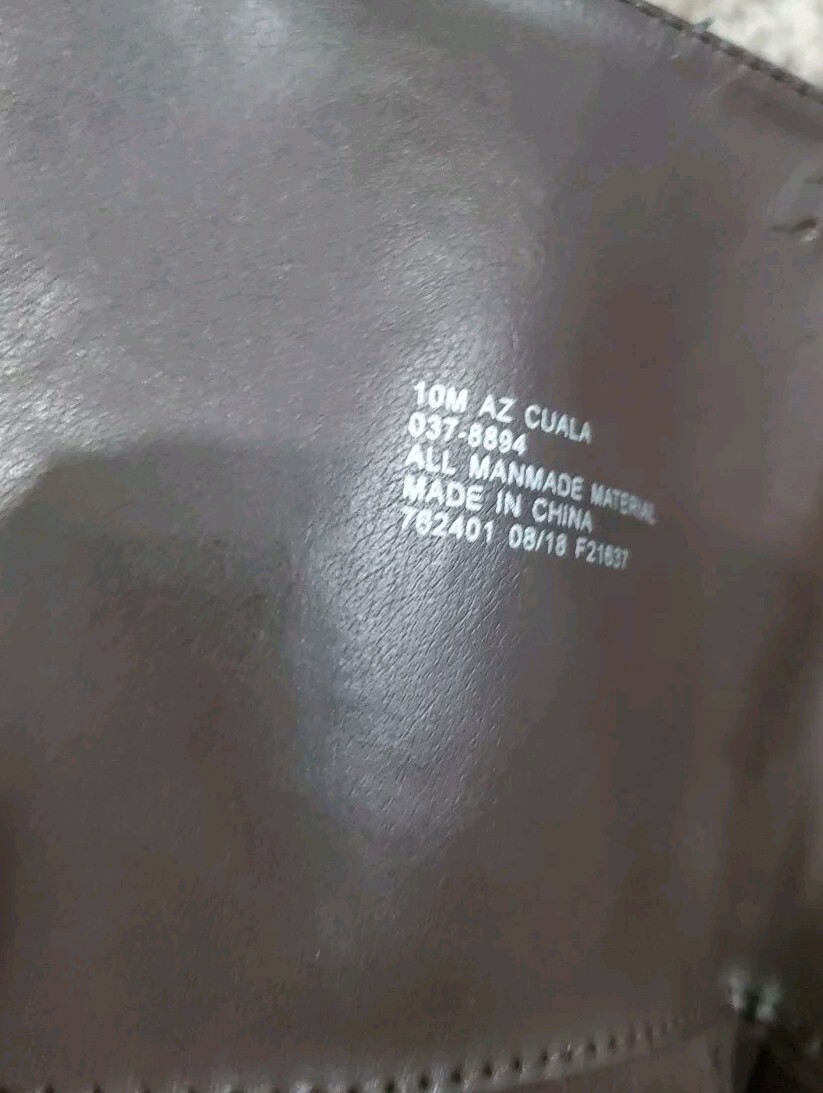 10M AZ CUALA
037-8894
ALL MANMADE MATERIAL
MADE IN CHINA
762401 08/18 F21637